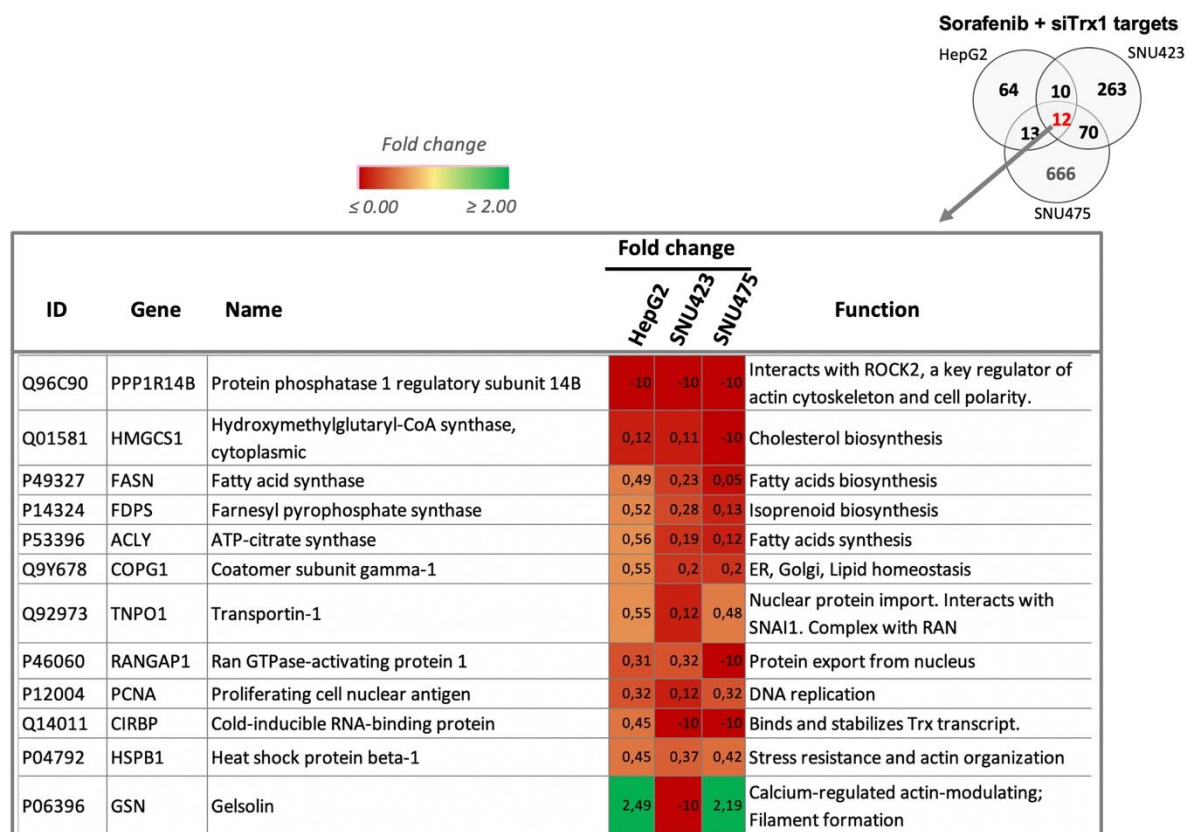 Sorafenib + siTrx1 targets
HepG2
SNU423
64
10
263
12
13
70
666
SNU475
Fold change
≤ 0.00
≥ 2.00
Fold change
ID Gene Name HepG2 SNU423 SNU475 Function
Q96C90 PPP1R14B Protein phosphatase 1 regulatory subunit 14B -10 -10 -10 Interacts with ROCK2, a key regulator of
actin cytoskeleton and cell polarity.
Q01581 HMGCS1 Hydroxymethylglutaryl-CoA synthase,
cytoplasmic 0,12 0,11 -10 Cholesterol biosynthesis
P49327 FASN Fatty acid synthase 0,49 0,23 0,05 Fatty acids biosynthesis
P14324 FDPS Farnesyl pyrophosphate synthase 0,52 0,28 0,13 Isoprenoid biosynthesis
P53396 ACLY ATP-citrate synthase 0,56 0,19 0,12 Fatty acids synthesis
Q9Y678 COPG1 Coatomer subunit gamma-1 0,55 0,2 0,2 ER, Golgi, Lipid homeostasis
Q92973 TNPO1 Transportin-1 0,55 0,12 0,48 Nuclear protein import. Interacts with
SNAI1. Complex with RAN
P46060 RANGAP1 Ran GTPase-activating protein 1 0,31 0,32 -10 Protein export from nucleus
P12004 PCNA Proliferating cell nuclear antigen 0,32 0,12 0,32 DNA replication
Q14011 CIRBP Cold-inducible RNA-binding protein 0,45 -10 -10 Binds and stabilizes Trx transcript.
P04792 HSPB1 Heat shock protein beta-1 0,45 0,37 0,42 Stress resistance and actin organization
P06396 GSN Gelsolin 2,49 -10 2,19 Calcium-regulated actin-modulating;
Filament formation